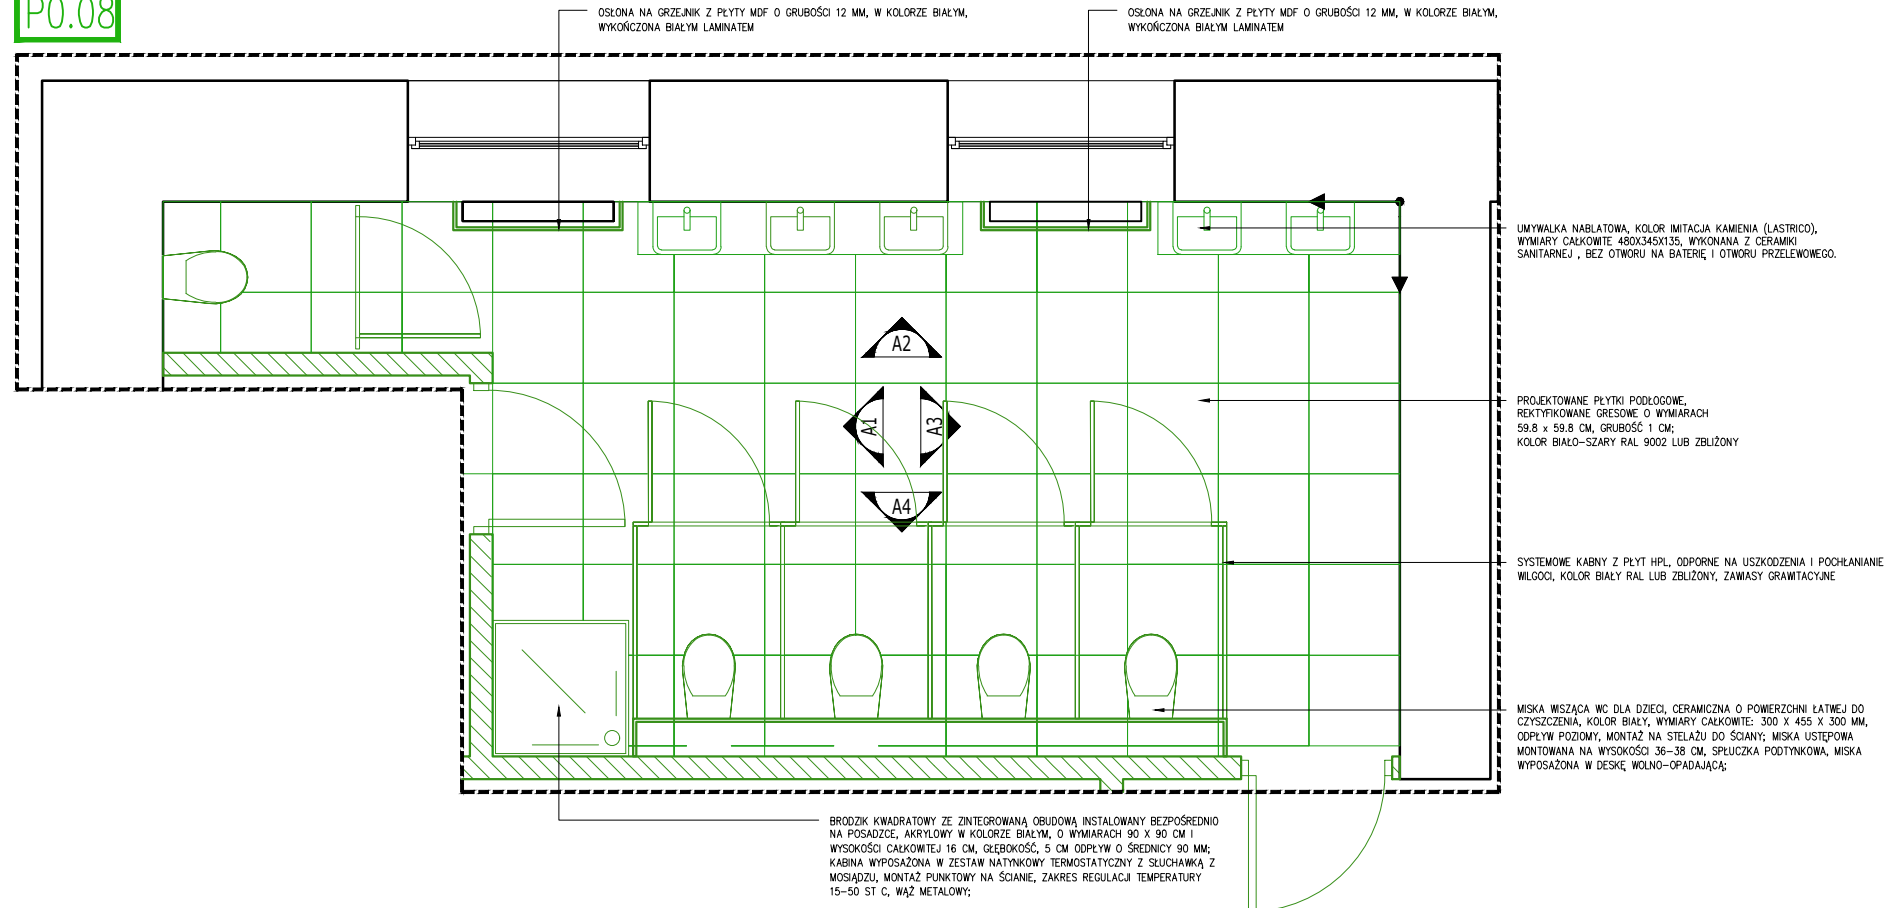 P0.08
OSŁONA NA GRZEJNIK Z PŁYTY MDF O GRUBOŚCI 12 MM, W KOLORZE BIAŁYM,
WYKOŃCZONA BIAŁYM LAMINATEM
OSŁONA NA GRZEJNIK Z PŁYTY MDF O GRUBOŚCI 12 MM, W KOLORZE BIAŁYM,
WYKOŃCZONA BIAŁYM LAMINATEM
UMYWALKA NABLATOWA, KOLOR IMITACJA KAMIENIA (LASTRICO),
WYMIARY CAŁKOWITE 480X345X135, WYKONANA Z CERAMIKI
SANITARNEJ , BEZ OTWORU NA BATERIĘ I OTWORU PRZELEWOWEGO.
A2
A1
A3
A4
PROJEKTOWANE PŁYTKI PODŁOGOWE,
REKTYFIKOWANE GRESOWE O WYMIARACH
59.8 x 59.8 CM, GRUBOŚĆ 1 CM;
KOLOR BIAŁO-SZARY RAL 9002 LUB ZBLIŻONY
SYSTEMOWE KABNY Z PŁYT HPL, ODPORNE NA USZKODZENIA I POCHŁANIANIE
WILGOCI, KOLOR BIAŁY RAL LUB ZBLIŻONY, ZAWIASY GRAWITACYJNE
MISKA WISZĄCA WC DLA DZIECI, CERAMICZNA O POWIERZCHNI ŁATWEJ DO
CZYSZCZENIA, KOLOR BIAŁY, WYMIARY CAŁKOWITE: 300 X 455 X 300 MM,
ODPŁYW POZIOMY, MONTAŻ NA STELAŻU DO ŚCIANY; MISKA USTĘPOWA
MONTOWANA NA WYSOKOŚCI 36-38 CM, SPŁUCZKA PODTYNKOWA, MISKA
WYPOSAŻONA W DESKĘ WOLNO-OPADAJĄCĄ;
BRODZIK KWADRATOWY ZE ZINTEGROWANĄ OBUDOWĄ INSTALOWANY BEZPOŚREDNIO
NA POSADZCE, AKRYLOWY W KOLORZE BIAŁYM, O WYMIARACH 90 X 90 CM I
WYSOKOŚCI CAŁKOWITEJ 16 CM, GŁĘBOKOŚĆ, 5 CM ODPŁYW O ŚREDNICY 90 MM;
KABINA WYPOSAŻONA W ZESTAW NATYNKOWY TERMOSTATYCZNY Z SŁUCHAWKĄ Z
MOSIĄDZU, MONTAŻ PUNKTOWY NA ŚCIANIE, ZAKRES REGULACJI TEMPERATURY
15-50 ST C, WĄŻ METALOWY;